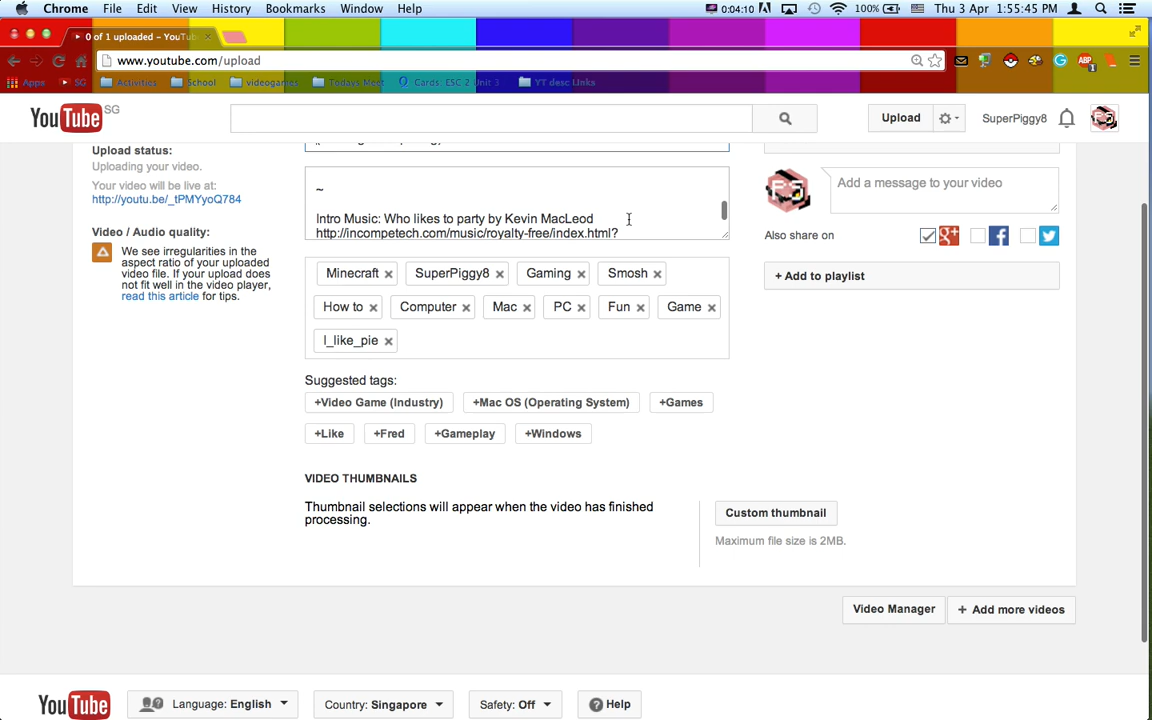 Chrome File Edit View History Bookmarks Window Help 0:04:10 100% Thu 3 Apr 1:55:45 PM
0 of 1 uploaded – YouTub
www.youtube.com/upload
Apps SG Activities School videogames Todays Meet Cards: ESC 2 Unit 3 YT desc Links
YouTube SG Upload SuperPiggy8
Upload status:
Uploading your video.
Your video will be live at:
http://youtu.be/_tPMYyoQ784
Video / Audio quality:
We see irregularities in the
aspect ratio of your uploaded
video file. If your upload does
not fit well in the video player,
read this article for tips.
~
Intro Music: Who likes to party by Kevin MacLeod
http://incompetech.com/music/royalty-free/index.html?
Minecraft SuperPiggy8 Gaming Smosh
How to Computer Mac PC Fun Game
I_like_pie
Suggested tags:
+Video Game (Industry) +Mac OS (Operating System) +Games
+Like +Fred +Gameplay +Windows
VIDEO THUMBNAILS
Thumbnail selections will appear when the video has finished
processing.
Custom thumbnail
Maximum file size is 2MB.
Add a message to your video
Also share on
+ Add to playlist
Video Manager + Add more videos
YouTube Language: English Country: Singapore Safety: Off Help